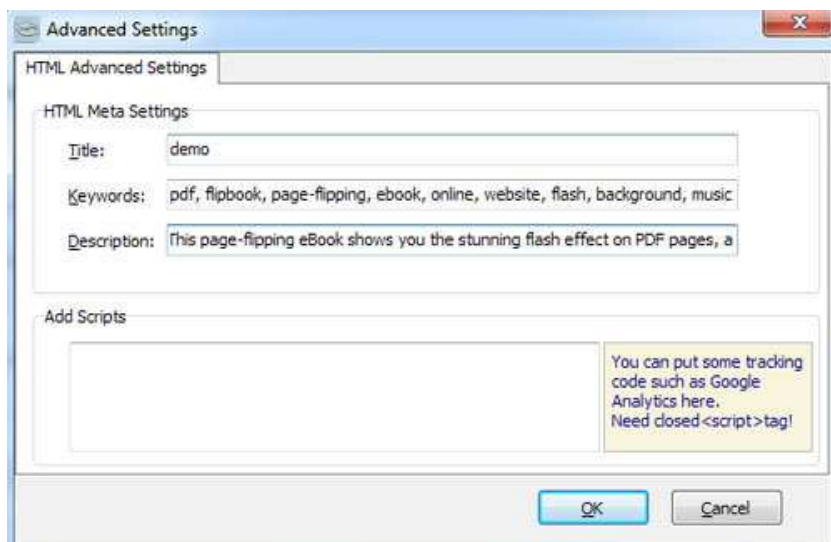 Advanced Settings
HTML Advanced Settings
HTML Meta Settings
Title: demo
Keywords: pdf, flipbook, page-flipping, ebook, online, website, flash, background, music
Description: This page-flipping eBook shows you the stunning flash effect on PDF pages, a
Add Scripts
You can put some tracking
code such as Google
Analytics here.
Need closed<script>tag!
OK Cancel